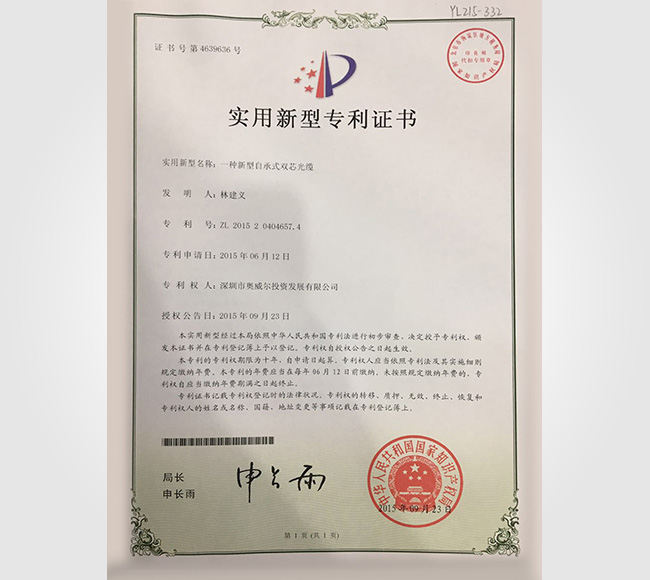 YL215-332
证书号第4639636号
实用新型专利证书
实用新型名称:一种新型自承式双芯光缆
发 明 人:林建义
专 利 号:ZL 2015 2 0404657.4
专利申请日:2015年06月12日
专 利 权 人:深圳市奥威尔投资发展有限公司
授权公告日:2015年09月23日
本实用新型经过本局依照中华人民共和国专利法进行初步审查,决定授予专利权,颁
发本证书并在专利登记簿上予以登记。专利权自授权公告之日起生效。
本专利的专利权期限为十年,自申请日起算。专利权人应当依照专利法及其实施细则
规定缴纳年费。本专利的年费应当在每年06月12日前缴纳。未按照规定缴纳年费的,专
利权自应当缴纳年费期满之日起终止。
专利证书记载专利权登记时的法律状况。专利权的转移、质押、无效、终止、恢复和
专利权人的姓名或名称、国籍、地址变更等事项记载在专利登记簿上。
局长
申长雨
申长雨
中华人民共和国国家知识产权局
2015年09月23日
第1页(共1页)